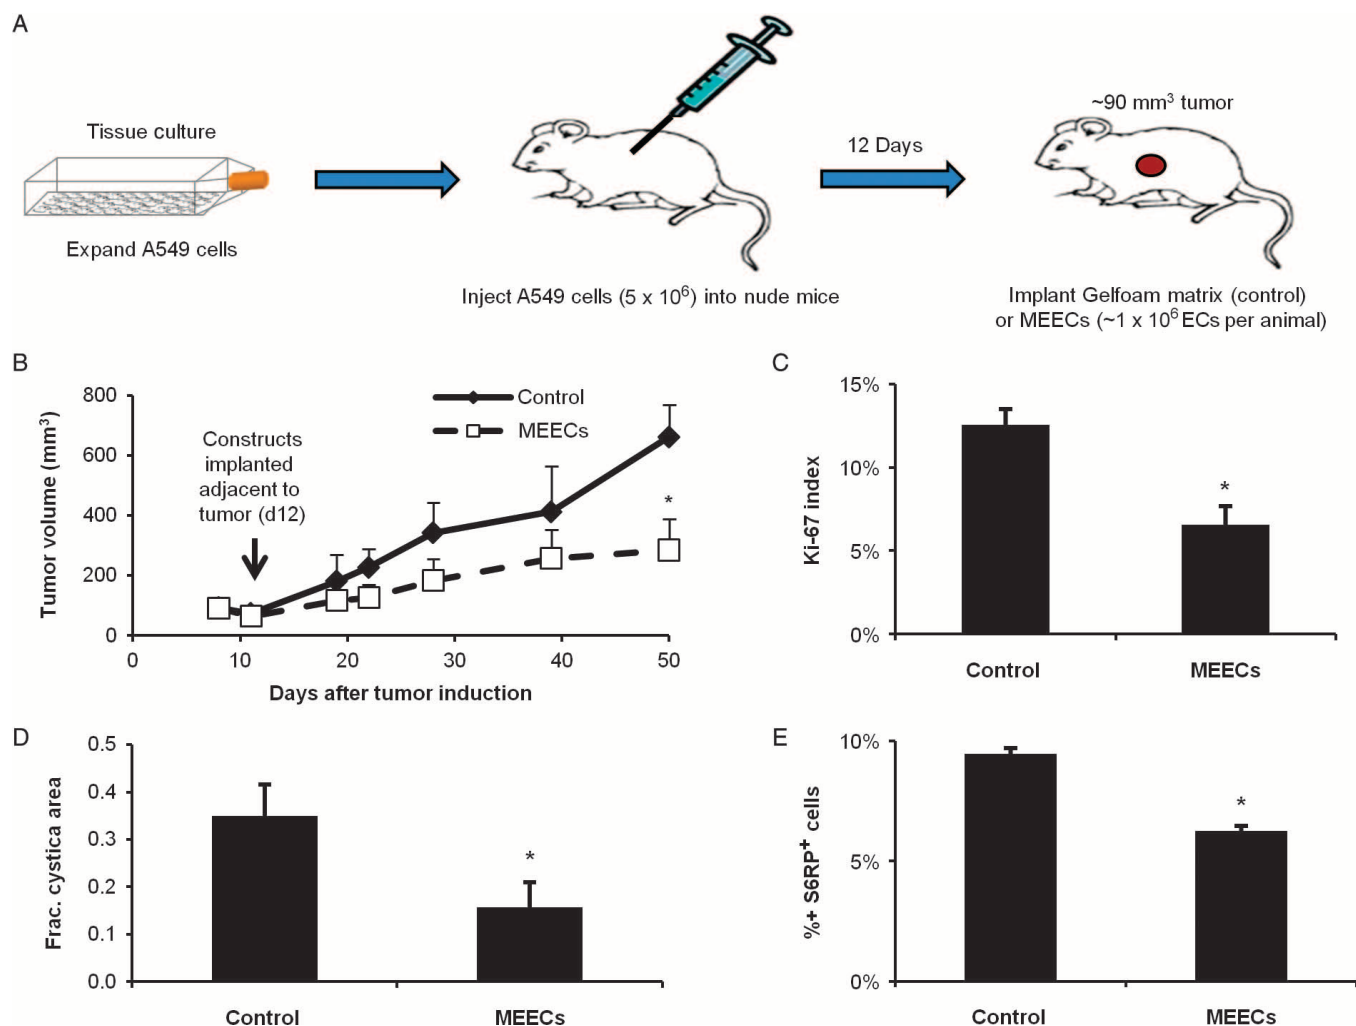 A
Tissue culture
Expand A549 cells
Inject A549 cells (5 x 10⁶) into nude mice
12 Days
~90 mm³ tumor
Implant Gelfoam matrix (control)
or MEECs (~1 x 10⁶ ECs per animal)
B
Tumor volume (mm³)
800
600
400
200
0
Constructs
implanted
adjacent to
tumor (d12)
Control
MEECs
*
0 10 20 30 40 50
Days after tumor induction
C
Ki-67 index
15%
10%
5%
0%
*
Control MEECs
D
Frac. cystica area
0.5
0.4
0.3
0.2
0.1
0.0
*
Control MEECs
E
%+ S6RP⁺ cells
10%
5%
0%
*
Control MEECs